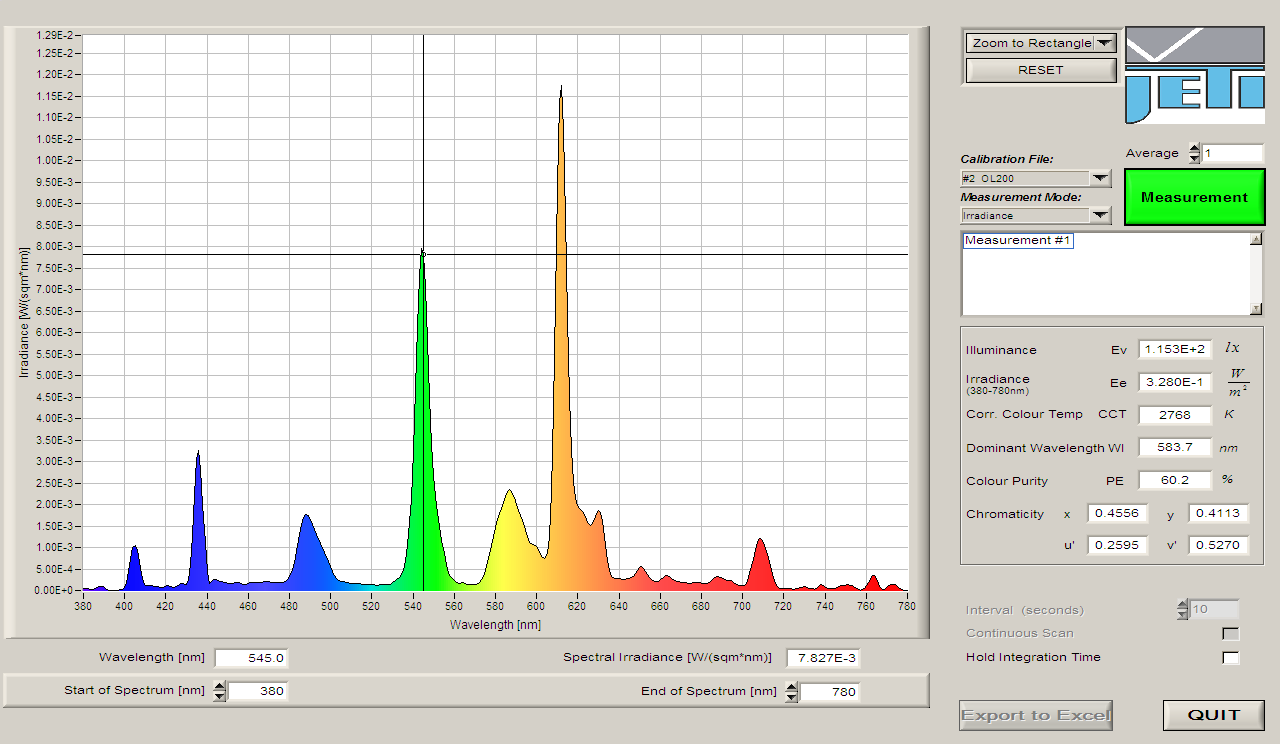 Zoom to Rectangle
RESET
JETI
1.29E-2
1.25E-2
1.20E-2
1.15E-2
1.10E-2
1.05E-2
1.00E-2
9.50E-3
9.00E-3
8.50E-3
8.00E-3
7.50E-3
7.00E-3
6.50E-3
6.00E-3
5.50E-3
5.00E-3
4.50E-3
4.00E-3
3.50E-3
3.00E-3
2.50E-3
2.00E-3
1.50E-3
1.00E-3
5.00E-4
0.00E+0
Irradiance [W/(sqm*nm)]
380 400 420 440 460 480 500 520 540 560 580 600 620 640 660 680 700 720 740 760 780
Wavelength [nm]
Average 1
Calibration File:
#2 OL200
Measurement Mode:
Irradiance
Measurement
Measurement #1
Illuminance Ev 1.153E+2 lx
Irradiance (380-780nm) Ee 3.280E-1 W/m²
Corr. Colour Temp CCT 2768 K
Dominant Wavelength Wl 583.7 nm
Colour Purity PE 60.2 %
Chromaticity x 0.4556 y 0.4113
u' 0.2595 v' 0.5270
Interval (seconds) 10
Continuous Scan
Hold Integration Time
Wavelength [nm] 545.0 Spectral Irradiance [W/(sqm*nm)] 7.827E-3
Start of Spectrum [nm] 380 End of Spectrum [nm] 780
Export to Excel
QUIT